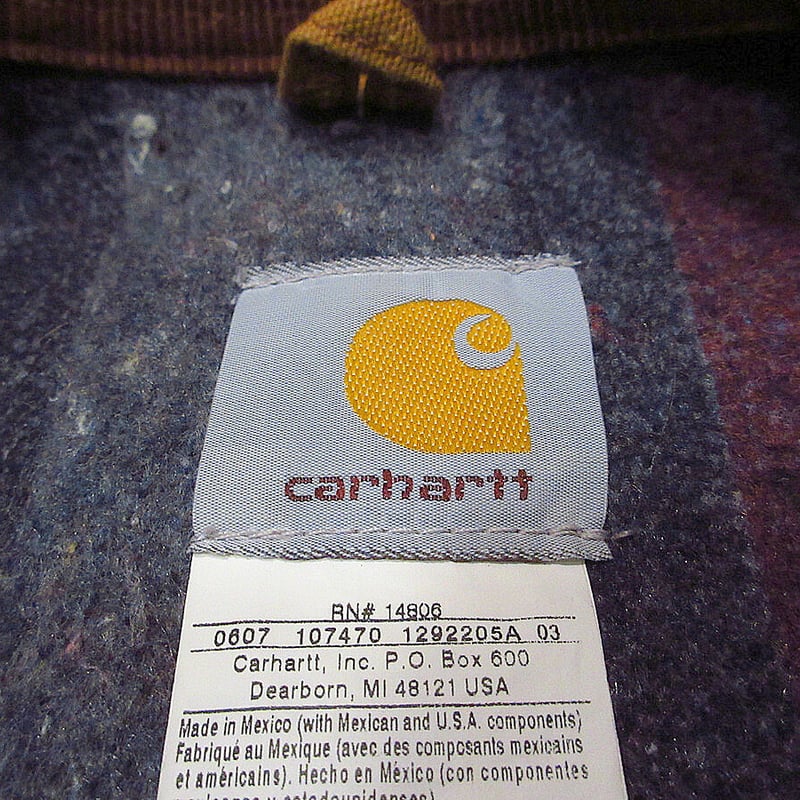 carhartt
RN# 14806
0607 107470 1292205A 03
Carhartt, Inc. P.O. Box 600
Dearborn, MI 48121 USA
Made in Mexico (with Mexican and U.S.A. components)
Fabriqué au Mexique (avec des composants mexicains
et américains). Hecho en México (con componentes